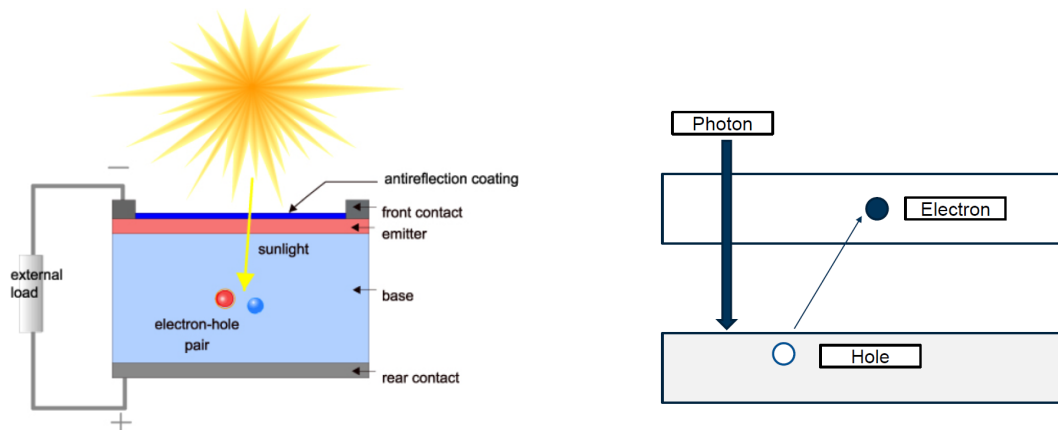 −
antireflection coating
front contact
emitter
sunlight
external
load
base
electron-hole
pair
rear contact
+
Photon
Electron
Hole